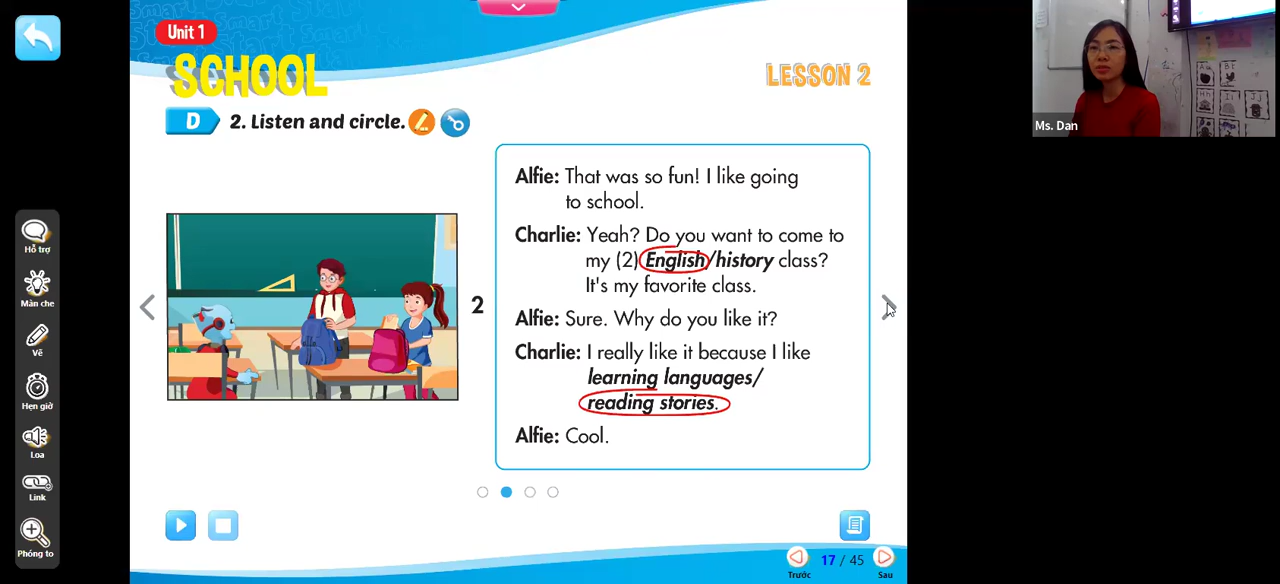 Unit 1
SCHOOL
LESSON 2
D 2. Listen and circle.
Alfie: That was so fun! I like going
to school.
Charlie: Yeah? Do you want to come to
my (2) English/history class?
It's my favorite class.
Alfie: Sure. Why do you like it?
Charlie: I really like it because I like
learning languages/
reading stories.
Alfie: Cool.
2
Hỗ trợ
Màn che
Vẽ
Hẹn giờ
Loa
Link
Phóng to
Trước
17 / 45
Sau
Ms. Dan